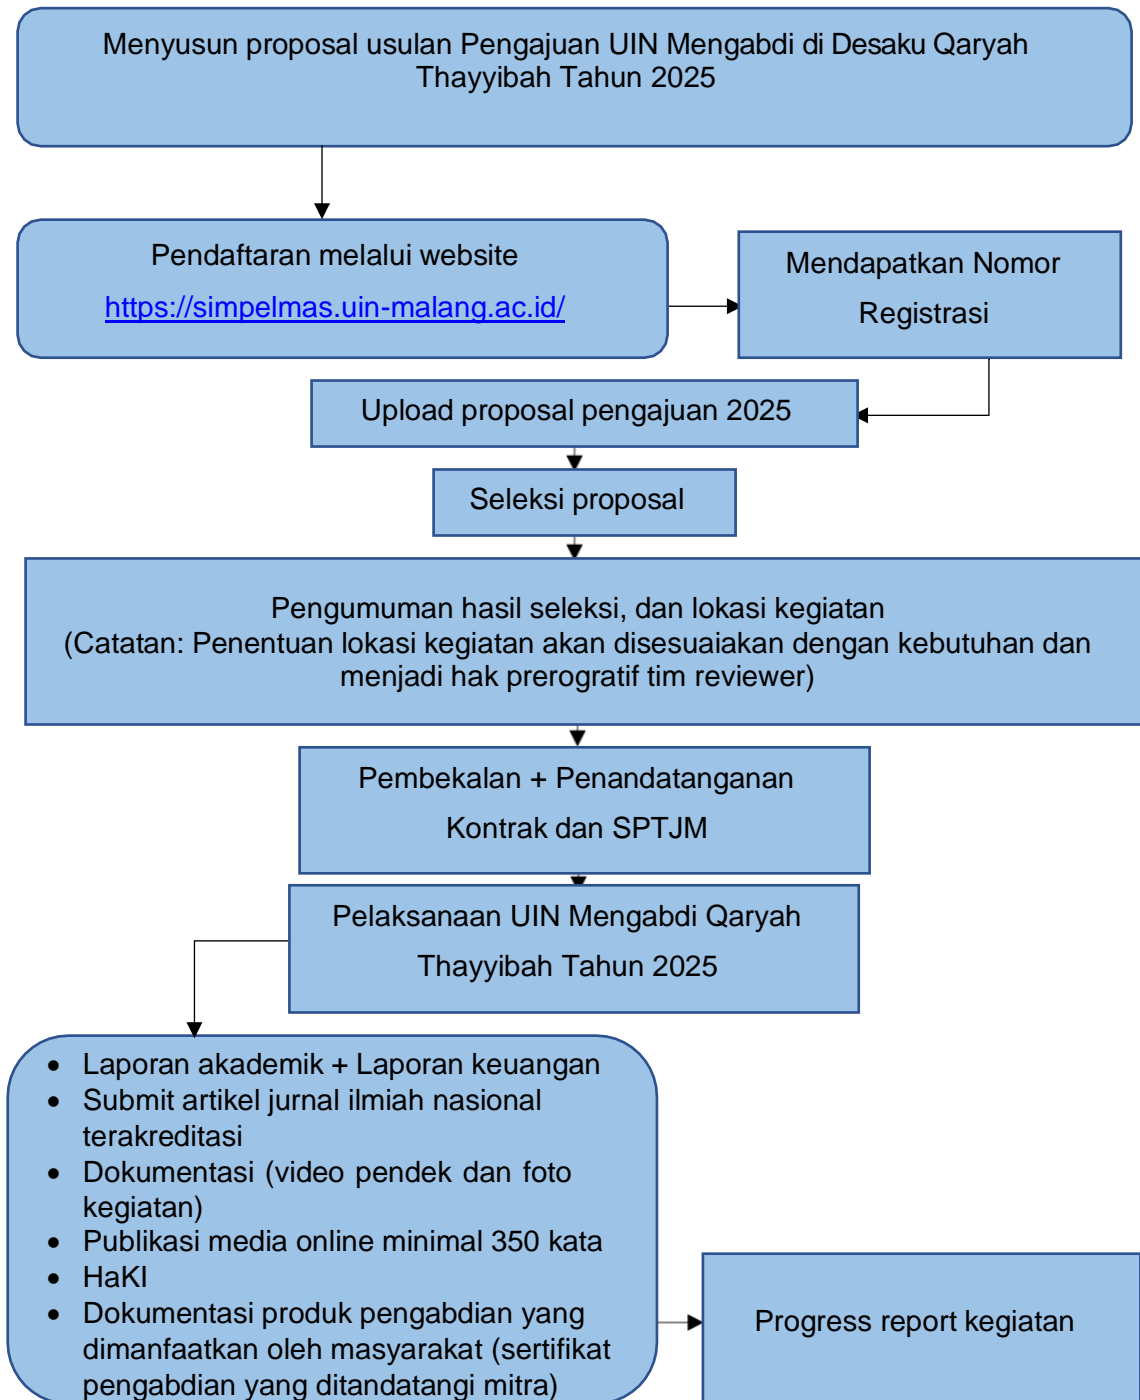 Menyusun proposal usulan Pengajuan UIN Mengabdi di Desaku Qaryah
Thayyibah Tahun 2025
Pendaftaran melalui website
https://simpelmas.uin-malang.ac.id/
Mendapatkan Nomor
Registrasi
Upload proposal pengajuan 2025
Seleksi proposal
Pengumuman hasil seleksi, dan lokasi kegiatan
(Catatan: Penentuan lokasi kegiatan akan disesuaiakan dengan kebutuhan dan
menjadi hak prerogratif tim reviewer)
Pembekalan + Penandatanganan
Kontrak dan SPTJM
Pelaksanaan UIN Mengabdi Qaryah
Thayyibah Tahun 2025
• Laporan akademik + Laporan keuangan
• Submit artikel jurnal ilmiah nasional
terakreditasi
• Dokumentasi (video pendek dan foto
kegiatan)
• Publikasi media online minimal 350 kata
• HaKI
• Dokumentasi produk pengabdian yang
dimanfaatkan oleh masyarakat (sertifikat
pengabdian yang ditandatangi mitra)
Progress report kegiatan